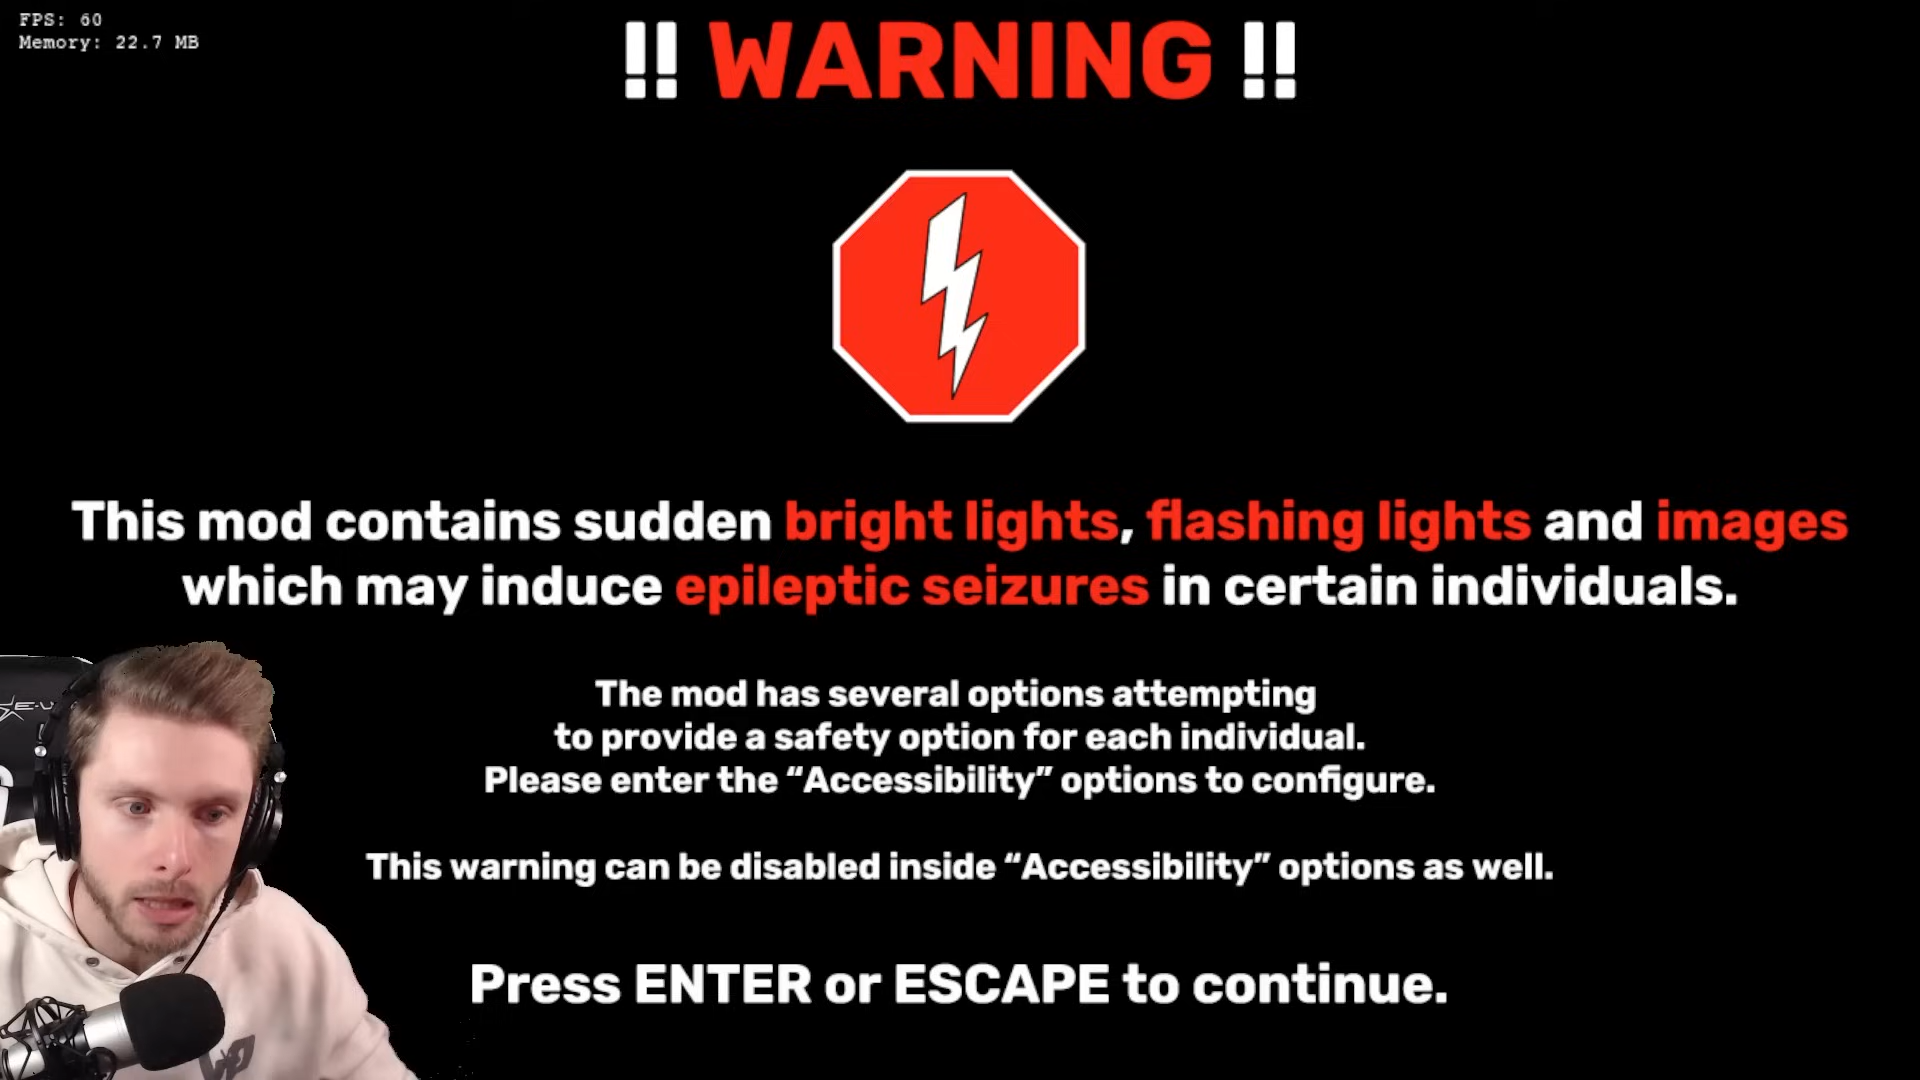 FPS: 60
Memory: 22.7 MB
!! WARNING !!
This mod contains sudden bright lights, flashing lights and images
which may induce epileptic seizures in certain individuals.
The mod has several options attempting
to provide a safety option for each individual.
Please enter the “Accessibility” options to configure.
This warning can be disabled inside “Accessibility” options as well.
Press ENTER or ESCAPE to continue.